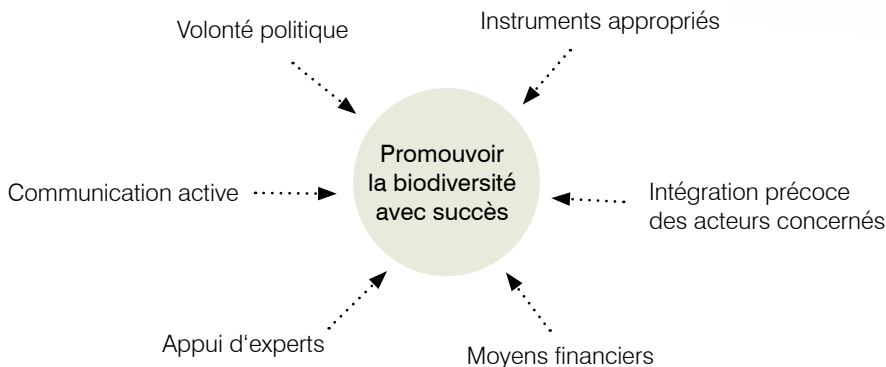 Volonté politique
Instruments appropriés
Promouvoir
la biodiversité
avec succès
Communication active
Intégration précoce
des acteurs concernés
Appui d‘experts
Moyens financiers